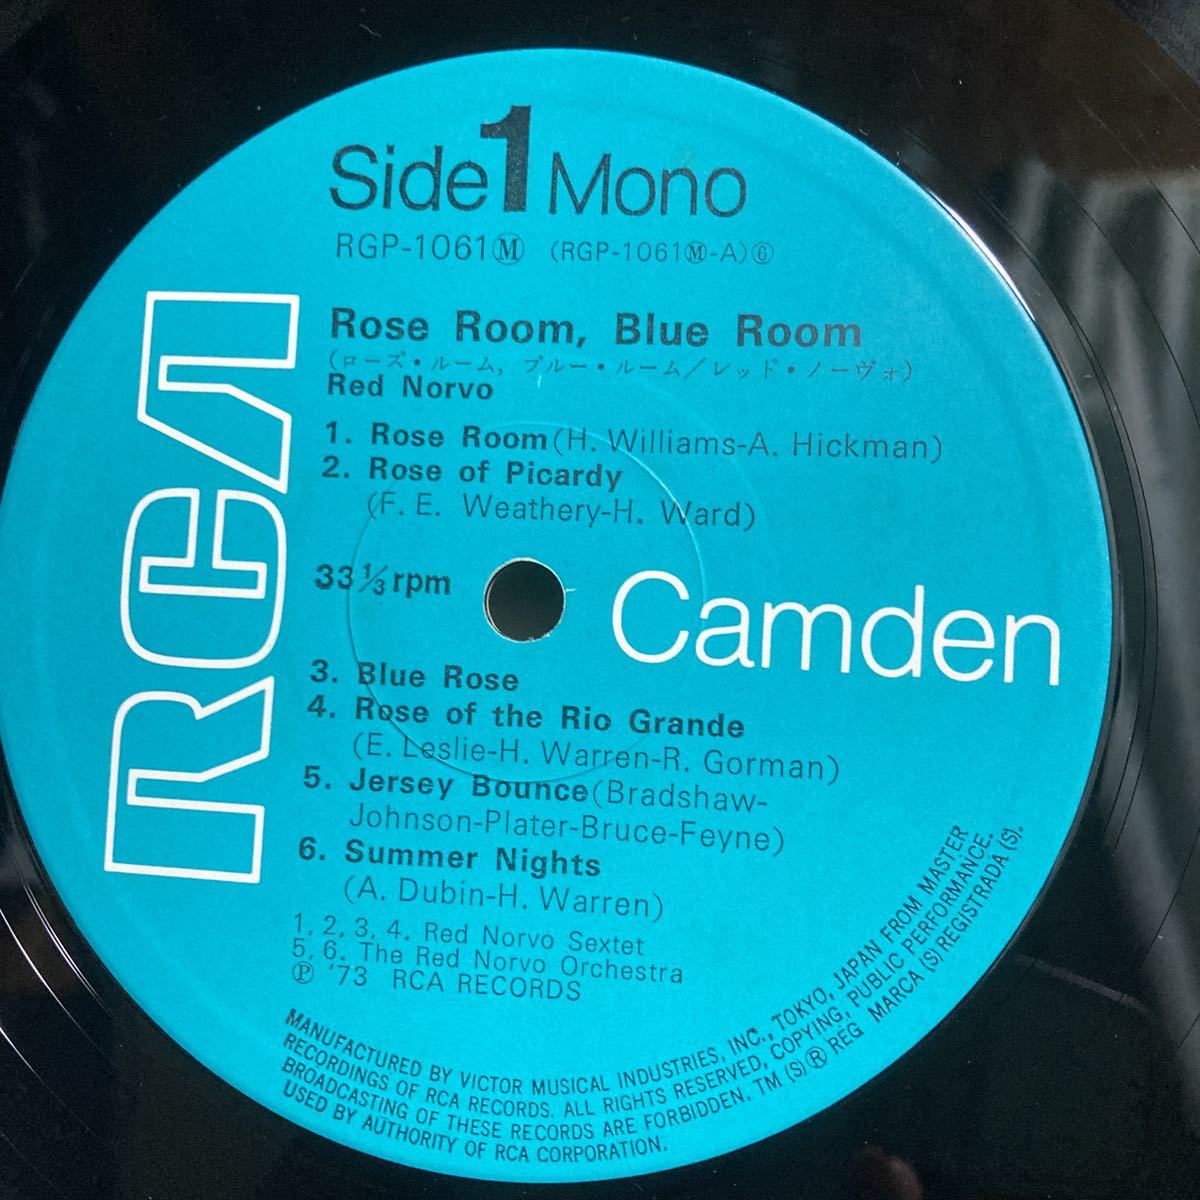 Side 1 Mono
RGP-1061Ⓜ (RGP-1061Ⓜ-A)⑥
Rose Room, Blue Room
(ローズ・ルーム, ブルー・ルーム/レッド・ノーヴォ)
Red Norvo
1. Rose Room(H. Williams-A. Hickman)
2. Rose of Picardy
(F. E. Weathery-H. Ward)
33 1/3 rpm
RCA
Camden
3. Blue Rose
4. Rose of the Rio Grande
(E. Leslie-H. Warren-R. Gorman)
5. Jersey Bounce(Bradshaw-
Johnson-Plater-Bruce-Feyne)
6. Summer Nights
(A. Dubin-H. Warren)
1, 2, 3, 4. Red Norvo Sextet
5, 6. The Red Norvo Orchestra
Ⓟ '73 RCA RECORDS
MANUFACTURED BY VICTOR MUSICAL INDUSTRIES, INC., TOKYO, JAPAN FROM MASTER
RECORDINGS OF RCA RECORDS. ALL RIGHTS RESERVED, COPYING, PUBLIC PERFORMANCE.
BROADCASTING OF THESE RECORDS ARE FORBIDDEN. TM (S)® REG MARCA (S) REGISTRADA (S).
USED BY AUTHORITY OF RCA CORPORATION.